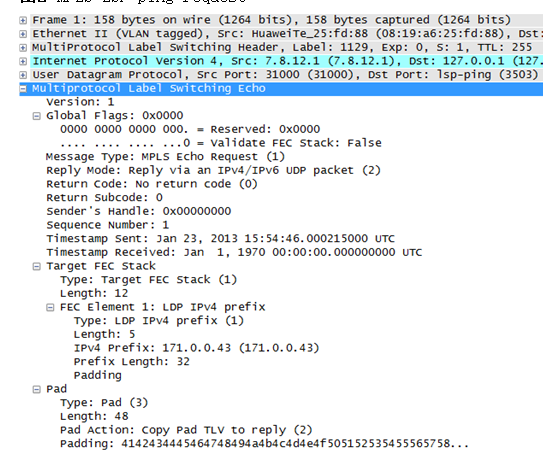 Frame 1: 158 bytes on wire (1264 bits), 158 bytes captured (1264 bits)
Ethernet II (VLAN tagged), Src: HuaweiTe_25:fd:88 (08:19:a6:25:fd:88), Dst:
MultiProtocol Label Switching Header, Label: 1129, Exp: 0, S: 1, TTL: 255
Internet Protocol Version 4, Src: 7.8.12.1 (7.8.12.1), Dst: 127.0.0.1 (127.
User Datagram Protocol, Src Port: 31000 (31000), Dst Port: lsp-ping (3503)
Multiprotocol Label Switching Echo
Version: 1
Global Flags: 0x0000
0000 0000 0000 000. = Reserved: 0x0000
.... .... .... ...0 = Validate FEC Stack: False
Message Type: MPLS Echo Request (1)
Reply Mode: Reply via an IPv4/IPv6 UDP packet (2)
Return Code: No return code (0)
Return Subcode: 0
Sender's Handle: 0x00000000
Sequence Number: 1
Timestamp Sent: Jan 23, 2013 15:54:46.000215000 UTC
Timestamp Received: Jan  1, 1970 00:00:00.000000000 UTC
Target FEC Stack
Type: Target FEC Stack (1)
Length: 12
FEC Element 1: LDP IPv4 prefix
Type: LDP IPv4 prefix (1)
Length: 5
IPv4 Prefix: 171.0.0.43 (171.0.0.43)
Prefix Length: 32
Padding
Pad
Type: Pad (3)
Length: 48
Pad Action: Copy Pad TLV to reply (2)
Padding: 4142434445464748494a4b4c4d4e4f505152535455565758...